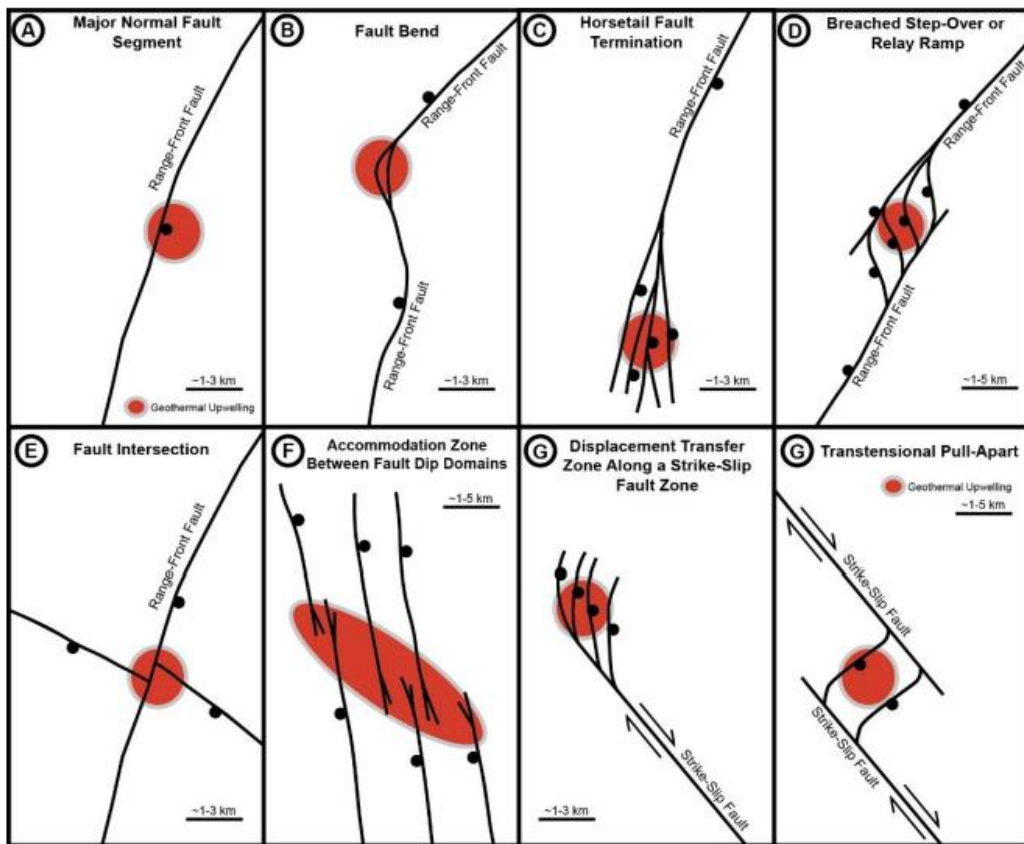 A
Major Normal Fault
Segment
Range-Front Fault
~1-3 km
Geothermal Upwelling
B
Fault Bend
Range-Front Fault
Range-Front Fault
~1-3 km
C
Horsetail Fault
Termination
Range-Front Fault
~1-3 km
D
Breached Step-Over or
Relay Ramp
Range-Front Fault
Range-Front Fault
~1-5 km
E
Fault Intersection
Range-Front Fault
~1-3 km
F
Accommodation Zone
Between Fault Dip Domains
~1-5 km
G
Displacement Transfer
Zone Along a Strike-Slip
Fault Zone
Strike-Slip Fault
~1-3 km
G
Transtensional Pull-Apart
Geothermal Upwelling
~1-5 km
Strike-Slip Fault
Strike-Slip Fault